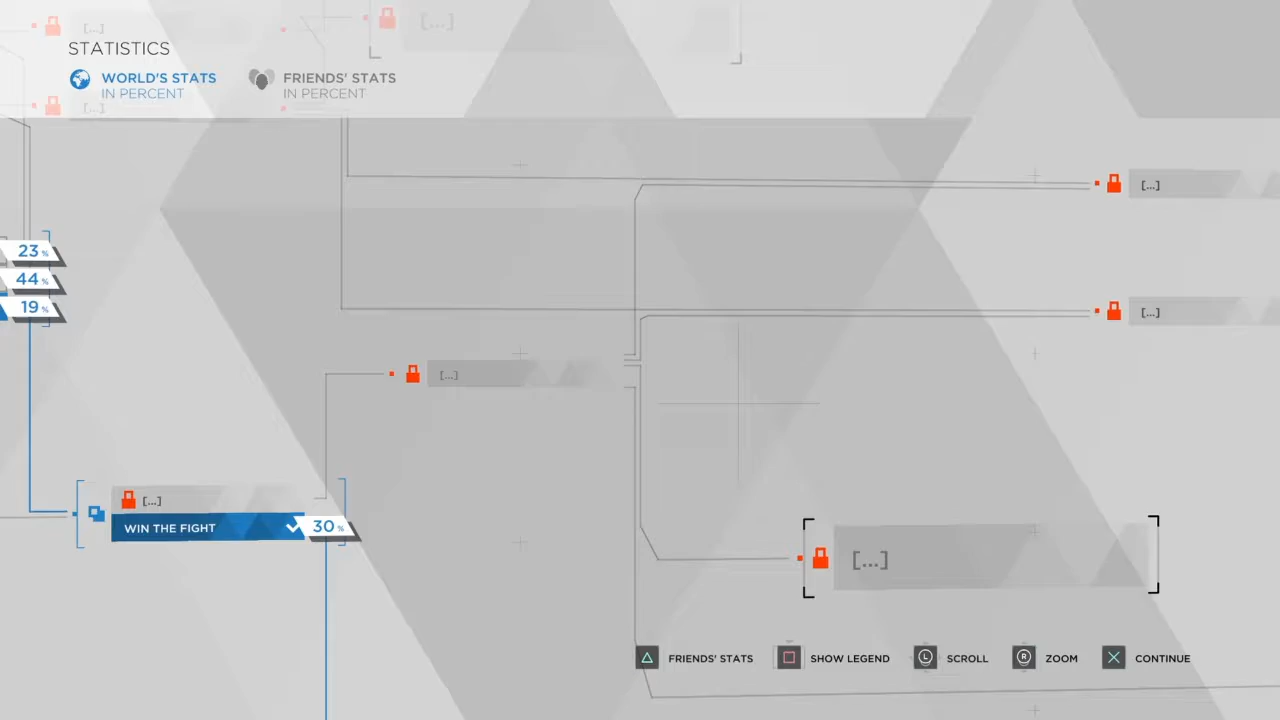 [...]
[...]
STATISTICS
WORLD'S STATS
IN PERCENT
FRIENDS' STATS
IN PERCENT
[...]
[...]
23 %
44 %
19 %
[...]
[...]
[...]
WIN THE FIGHT
30 %
[...]
FRIENDS' STATS
SHOW LEGEND
L
SCROLL
R
ZOOM
CONTINUE